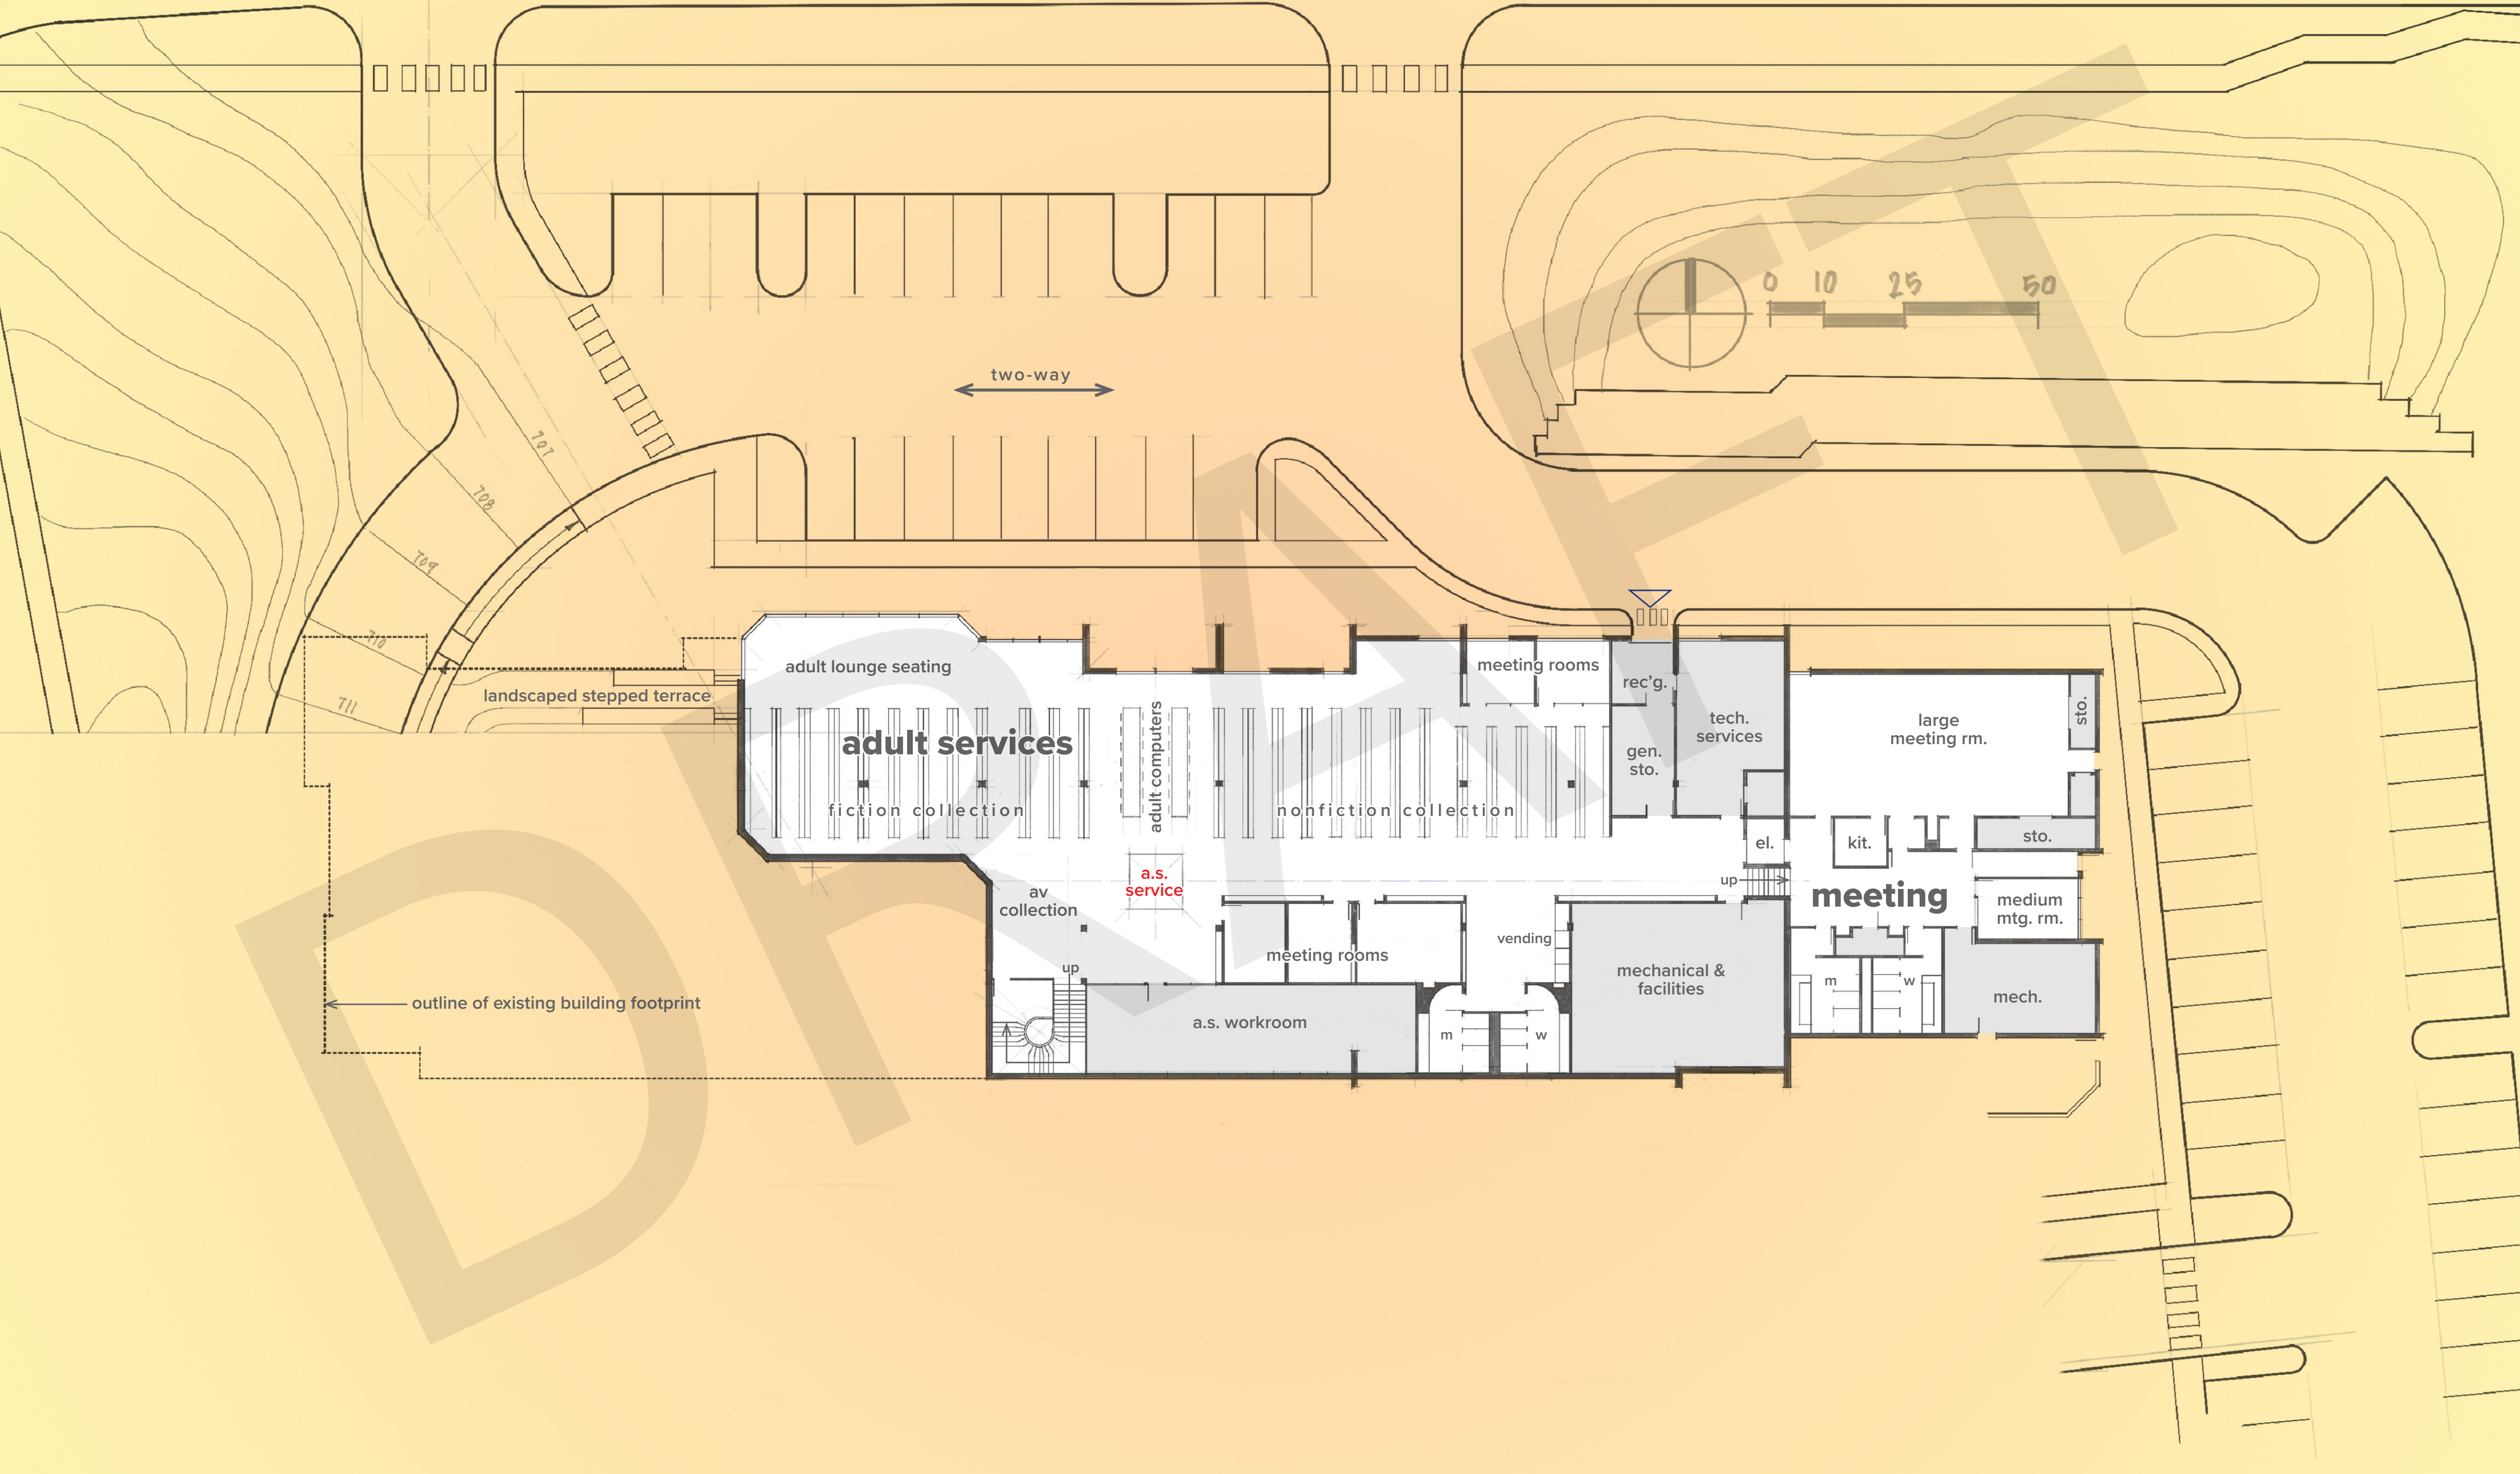 0 10 25 50
two-way
707
708
709
710
711
adult lounge seating
meeting rooms
rec'g.
landscaped stepped terrace
adult services
adult computers
tech.
services
large
meeting rm.
sto.
gen.
sto.
fiction collection
nonfiction collection
el.
kit.
sto.
a.s.
service
up
av
collection
meeting
medium
mtg. rm.
vending
meeting rooms
up
mechanical &
facilities
m
w
mech.
outline of existing building footprint
a.s. workroom
m
w
DRAFT